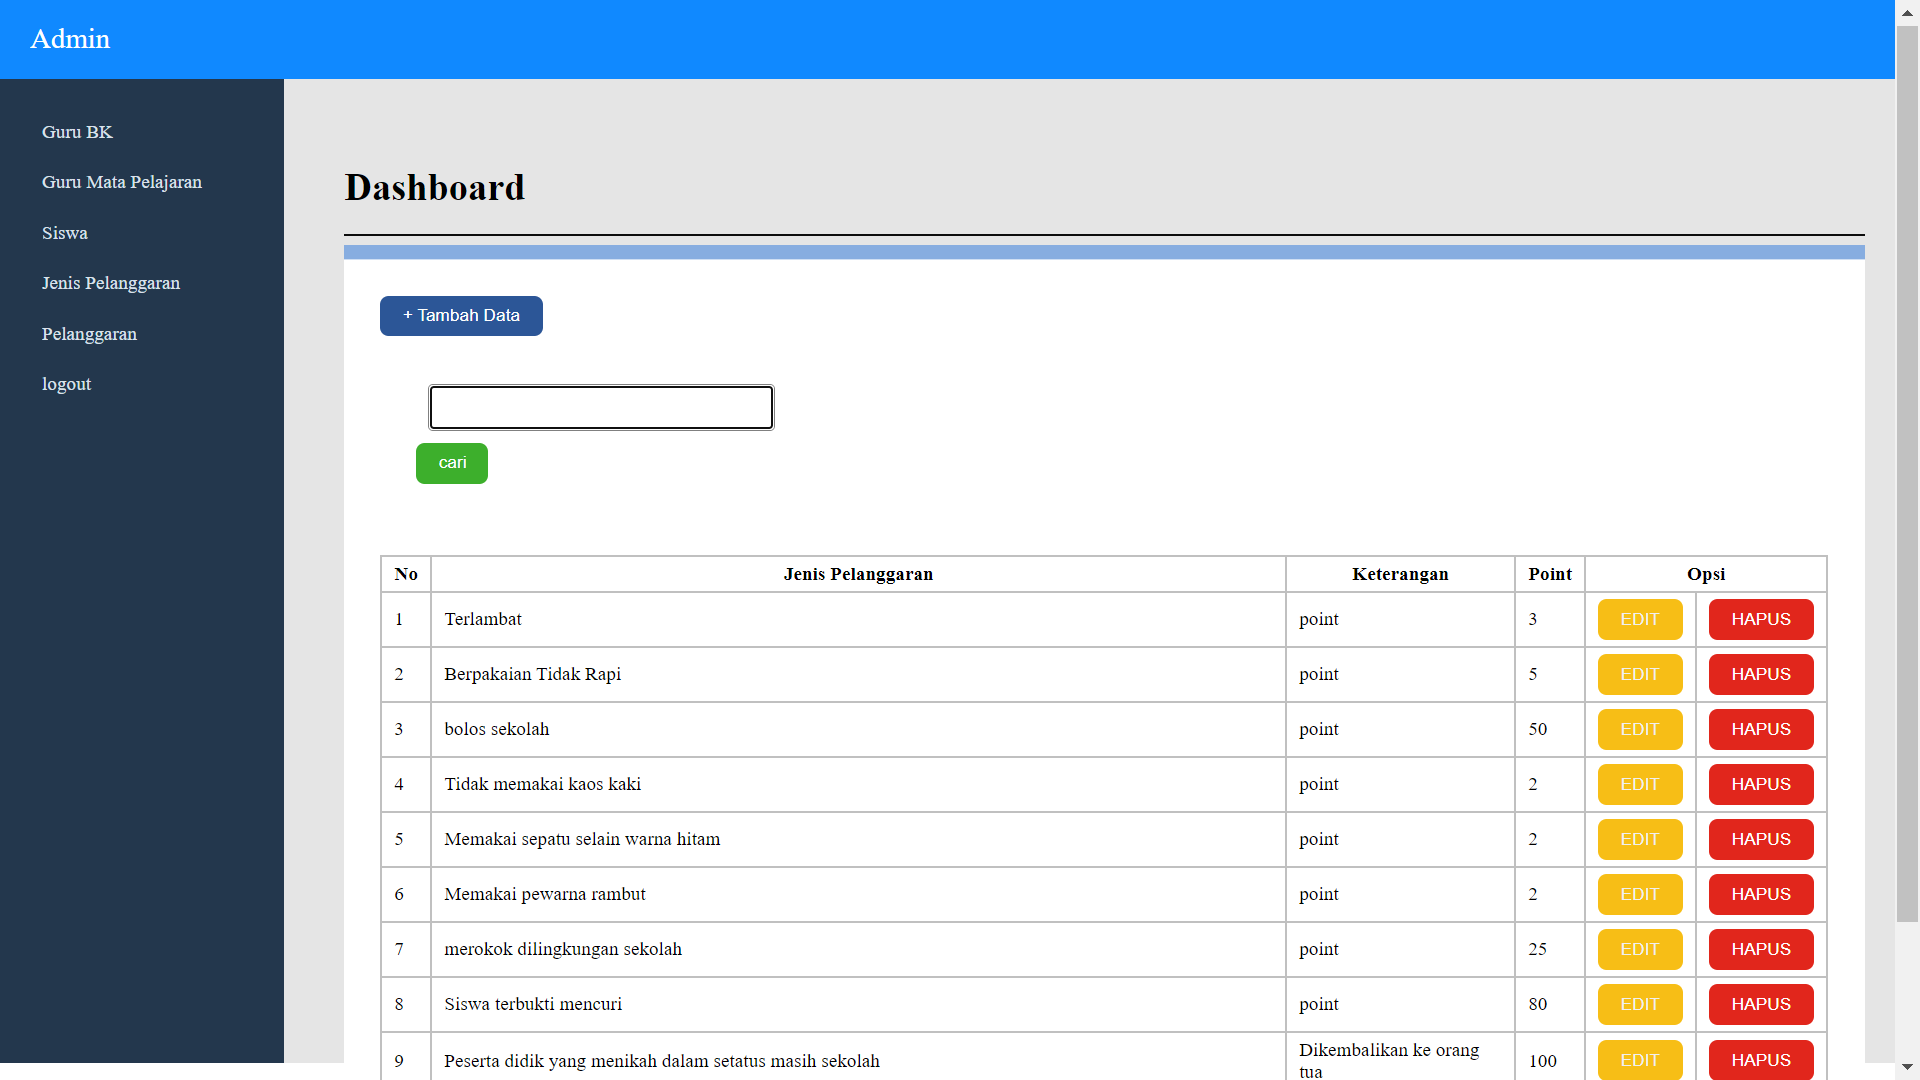 Admin
Guru BK
Guru Mata Pelajaran
Siswa
Jenis Pelanggaran
Pelanggaran
logout
Dashboard
+ Tambah Data
cari
No Jenis Pelanggaran Keterangan Point Opsi
1 Terlambat point 3 EDIT HAPUS
2 Berpakaian Tidak Rapi point 5 EDIT HAPUS
3 bolos sekolah point 50 EDIT HAPUS
4 Tidak memakai kaos kaki point 2 EDIT HAPUS
5 Memakai sepatu selain warna hitam point 2 EDIT HAPUS
6 Memakai pewarna rambut point 2 EDIT HAPUS
7 merokok dilingkungan sekolah point 25 EDIT HAPUS
8 Siswa terbukti mencuri point 80 EDIT HAPUS
9 Peserta didik yang menikah dalam setatus masih sekolah Dikembalikan ke orang tua 100 EDIT HAPUS